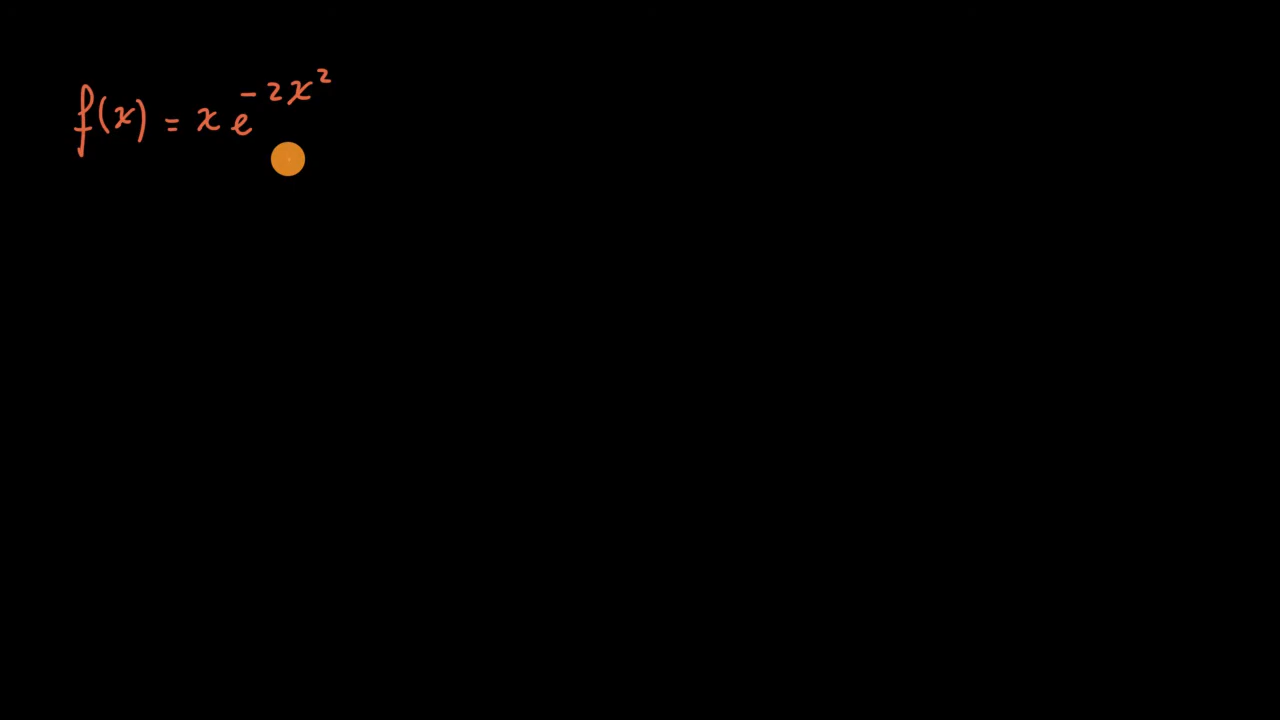 f(x) = x e^{-2x^2}